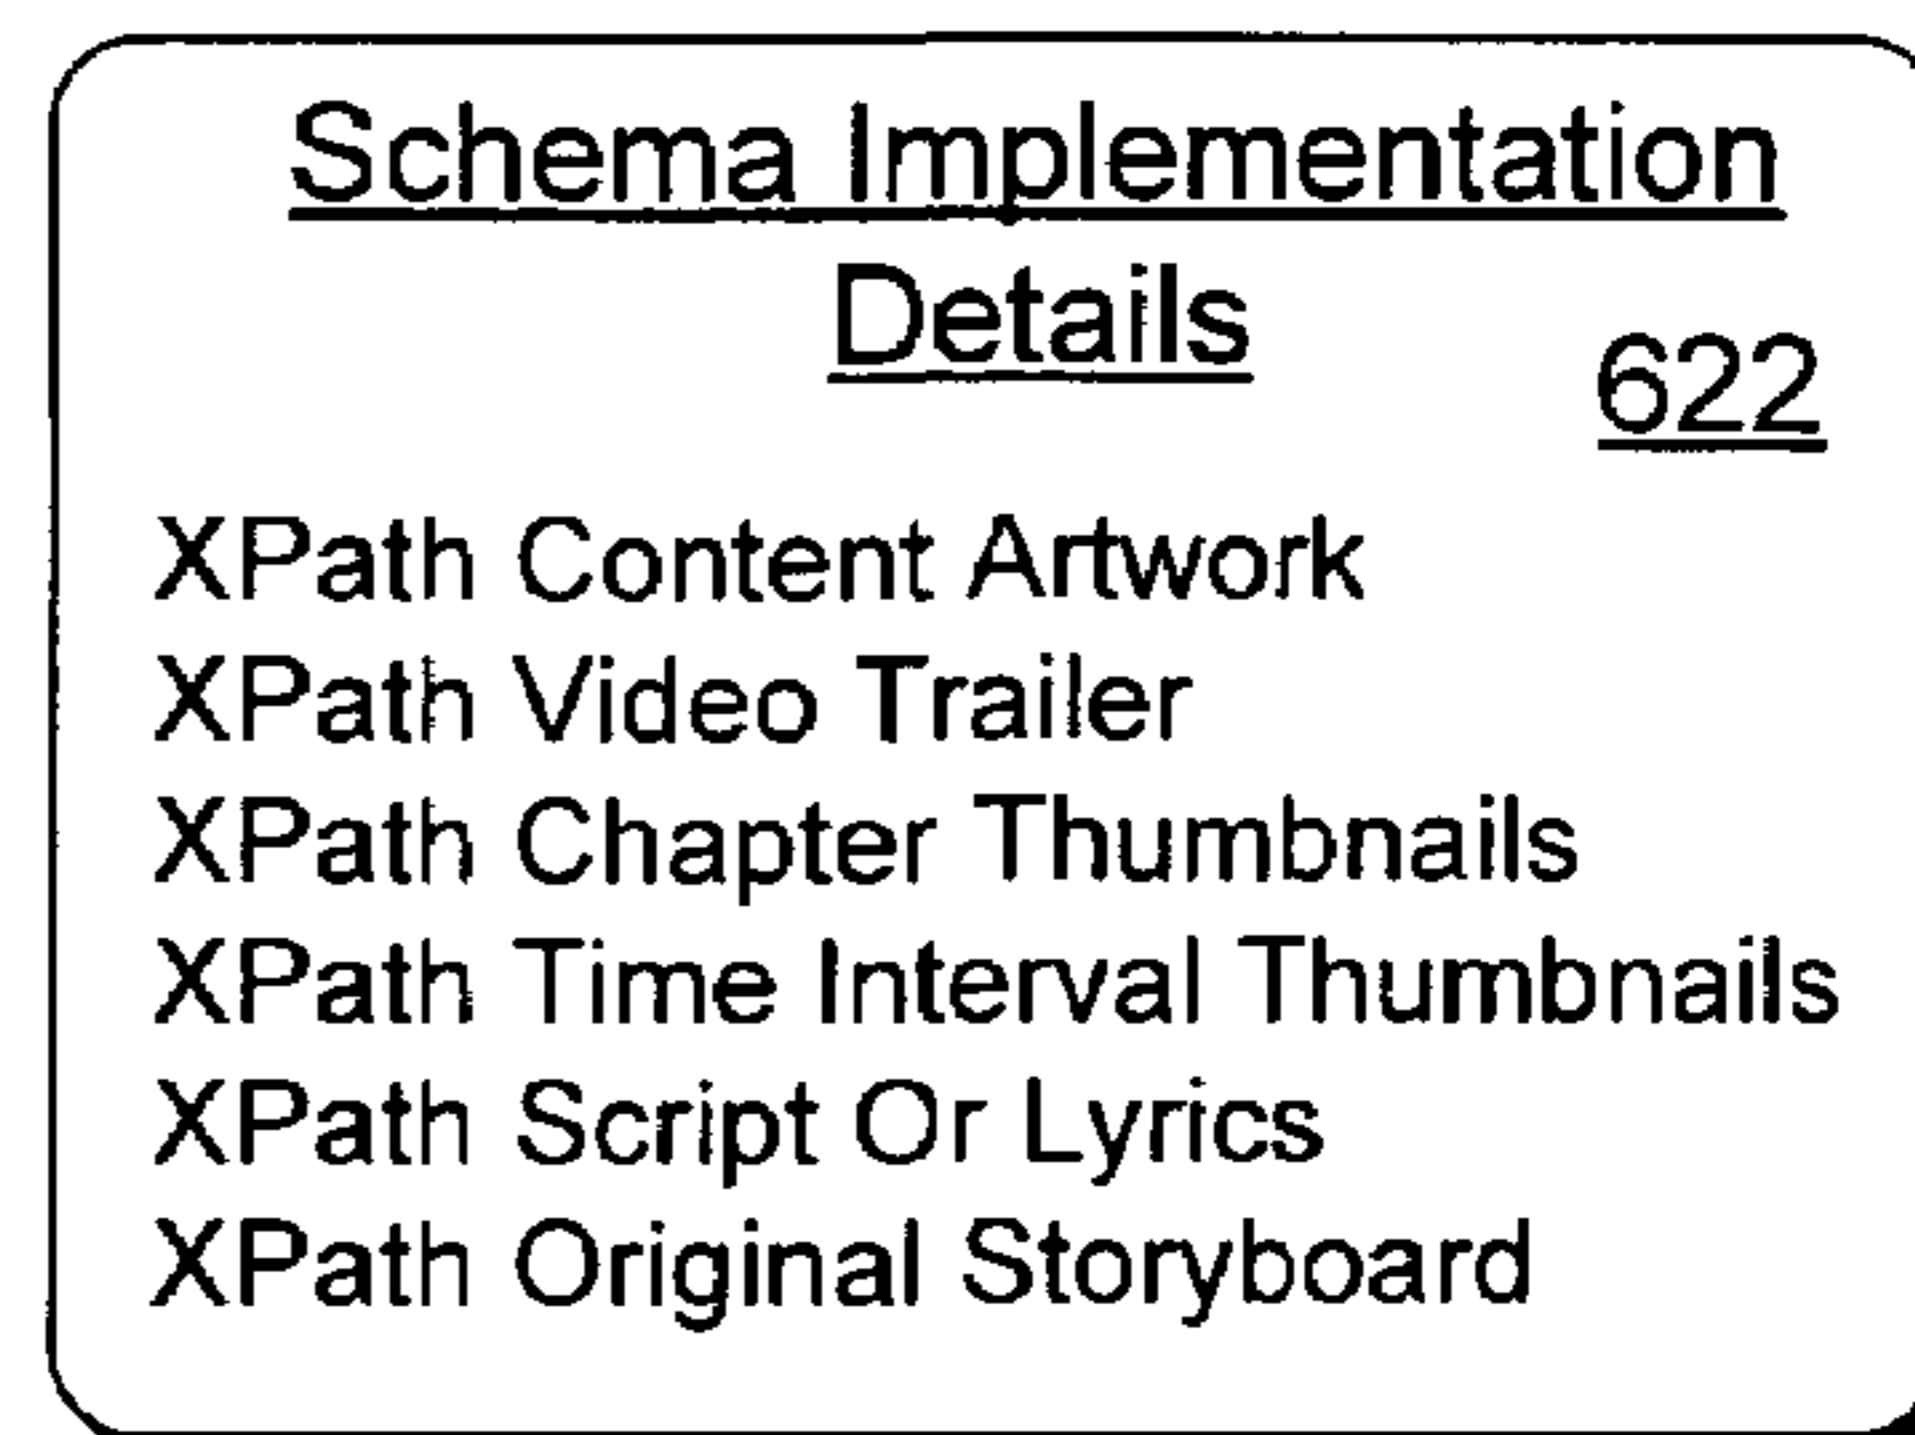 Schema Implementation
Details
622
XPath Content Artwork
XPath Video Trailer
XPath Chapter Thumbnails
XPath Time Interval Thumbnails
XPath Script Or Lyrics
XPath Original Storyboard